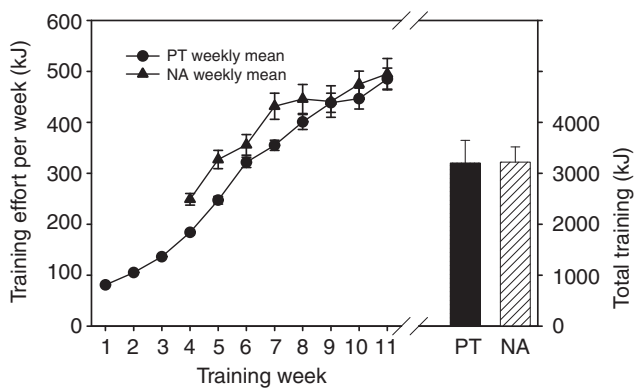 600
500
400
300
200
100
0
Training effort per week (kJ)
PT weekly mean
NA weekly mean
1 2 3 4 5 6 7 8 9 10 11
Training week
4000
3000
2000
1000
0
Total training (kJ)
PT NA